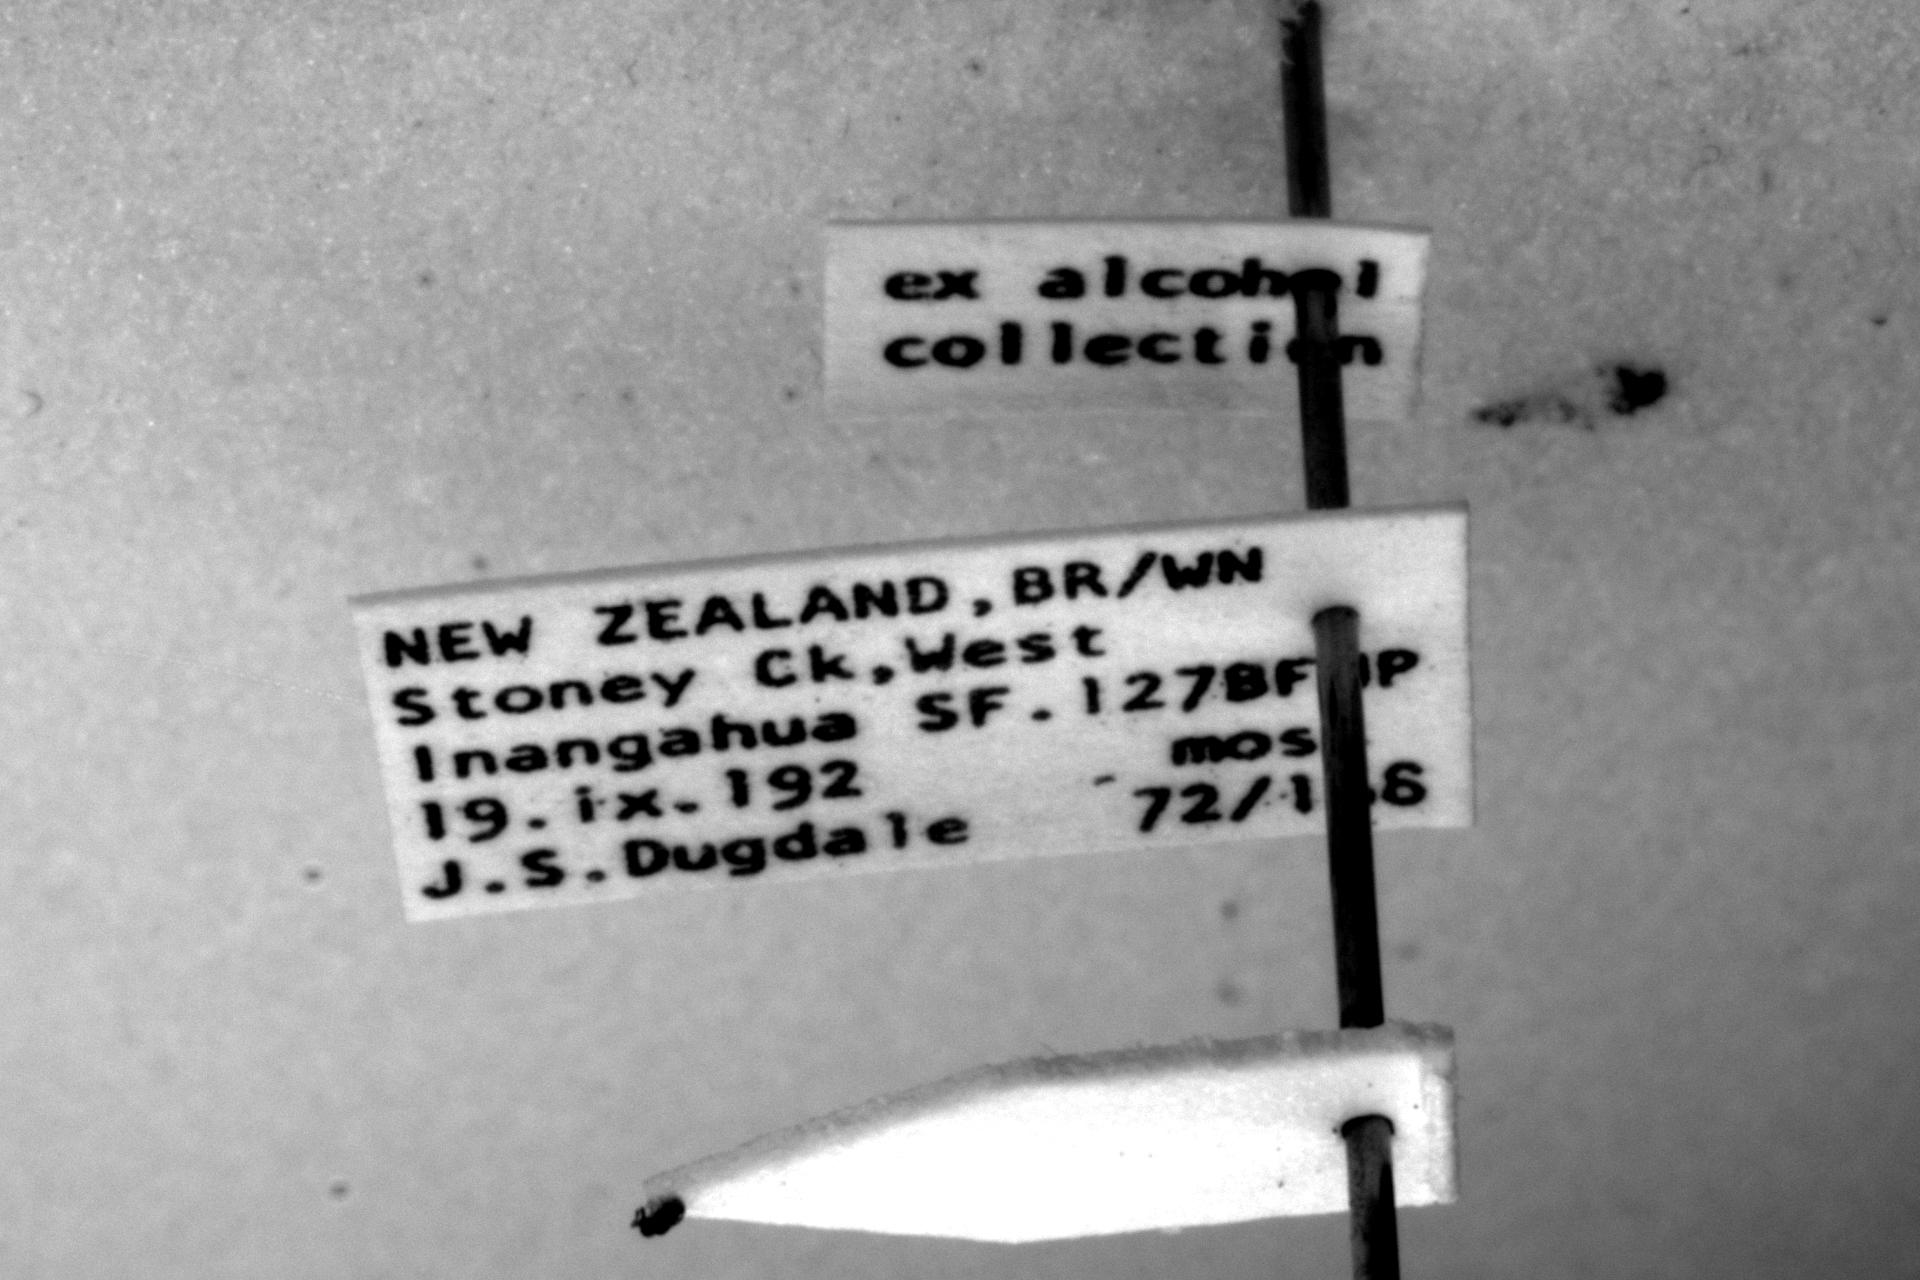 ex alcohol
collection
NEW ZEALAND,BR/WN
Stoney Ck,West
Inangahua SF.
19.ix.192
J.S.Dugdale